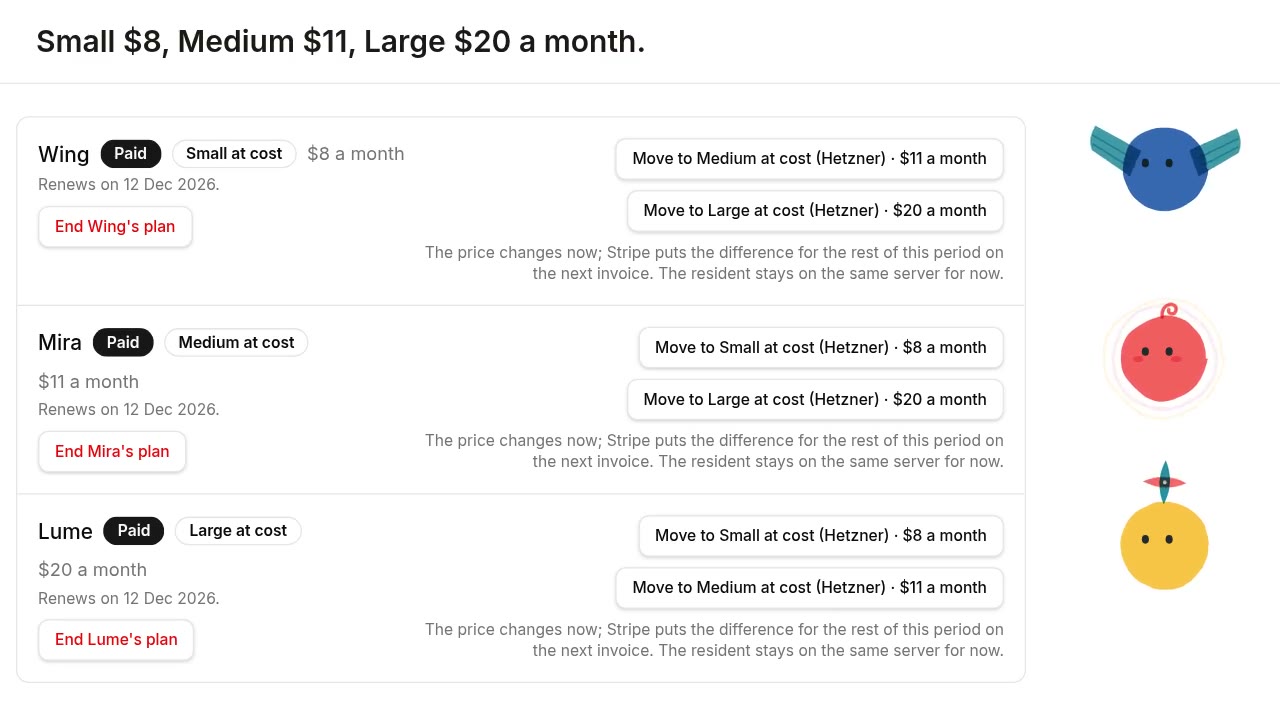 Small $8, Medium $11, Large $20 a month.
Wing Paid Small at cost $8 a month
Renews on 12 Dec 2026.
End Wing's plan
Move to Medium at cost (Hetzner) · $11 a month
Move to Large at cost (Hetzner) · $20 a month
The price changes now; Stripe puts the difference for the rest of this period on
the next invoice. The resident stays on the same server for now.
Mira Paid Medium at cost
$11 a month
Renews on 12 Dec 2026.
End Mira's plan
Move to Small at cost (Hetzner) · $8 a month
Move to Large at cost (Hetzner) · $20 a month
The price changes now; Stripe puts the difference for the rest of this period on
the next invoice. The resident stays on the same server for now.
Lume Paid Large at cost
$20 a month
Renews on 12 Dec 2026.
End Lume's plan
Move to Small at cost (Hetzner) · $8 a month
Move to Medium at cost (Hetzner) · $11 a month
The price changes now; Stripe puts the difference for the rest of this period on
the next invoice. The resident stays on the same server for now.